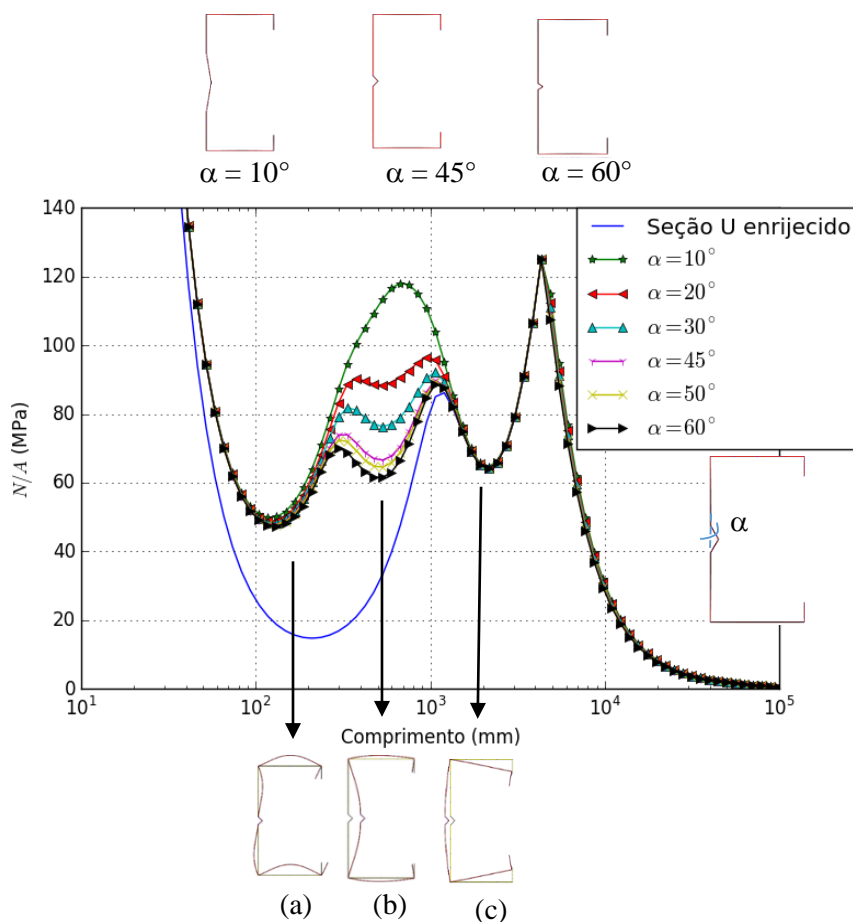 α = 10°
α = 45°
α = 60°
140
120
100
80
60
40
20
0
N/A (MPa)
10¹
10²
10³
10⁴
10⁵
Comprimento (mm)
Seção U enrijecido
α = 10°
α = 20°
α = 30°
α = 45°
α = 50°
α = 60°
α
(a)
(b)
(c)